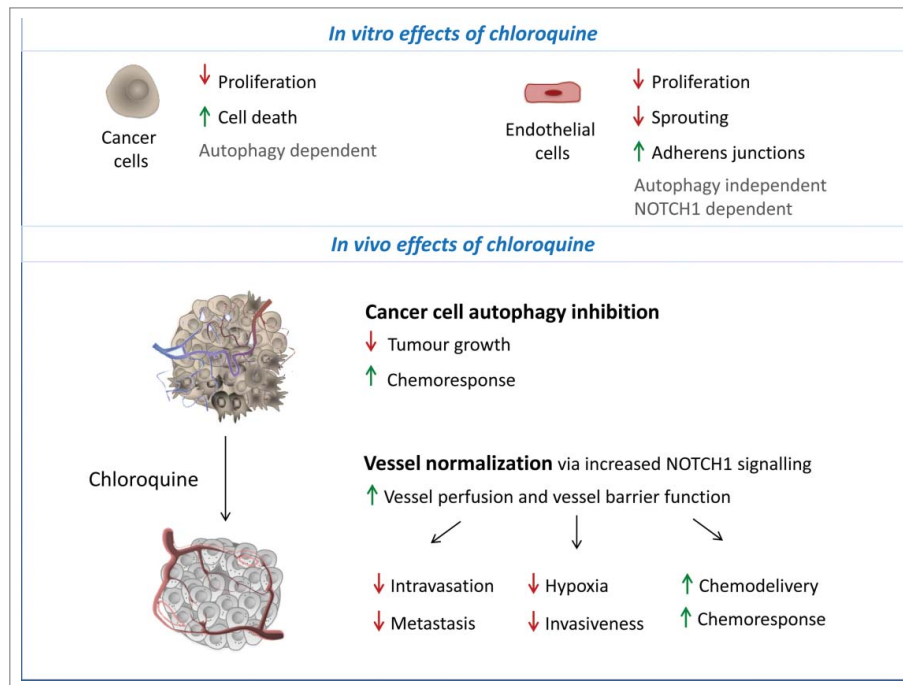 In vitro effects of chloroquine
Cancer
cells
↓ Proliferation
↑ Cell death
Autophagy dependent
Endothelial
cells
↓ Proliferation
↓ Sprouting
↑ Adherens junctions
Autophagy independent
NOTCH1 dependent
In vivo effects of chloroquine
Chloroquine
Cancer cell autophagy inhibition
↓ Tumour growth
↑ Chemoresponse
Vessel normalization via increased NOTCH1 signalling
↑ Vessel perfusion and vessel barrier function
↓ Intravasation
↓ Metastasis
↓ Hypoxia
↓ Invasiveness
↑ Chemodelivery
↑ Chemoresponse